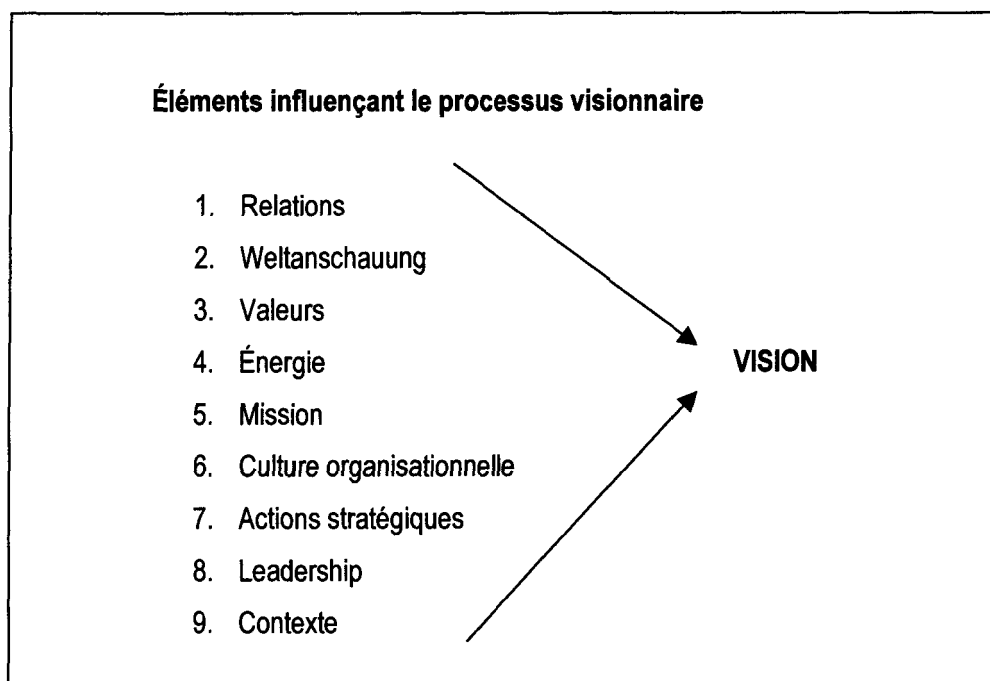 Éléments influençant le processus visionnaire
1. Relations
2. Weltanschauung
3. Valeurs
4. Énergie
VISION
5. Mission
6. Culture organisationnelle
7. Actions stratégiques
8. Leadership
9. Contexte